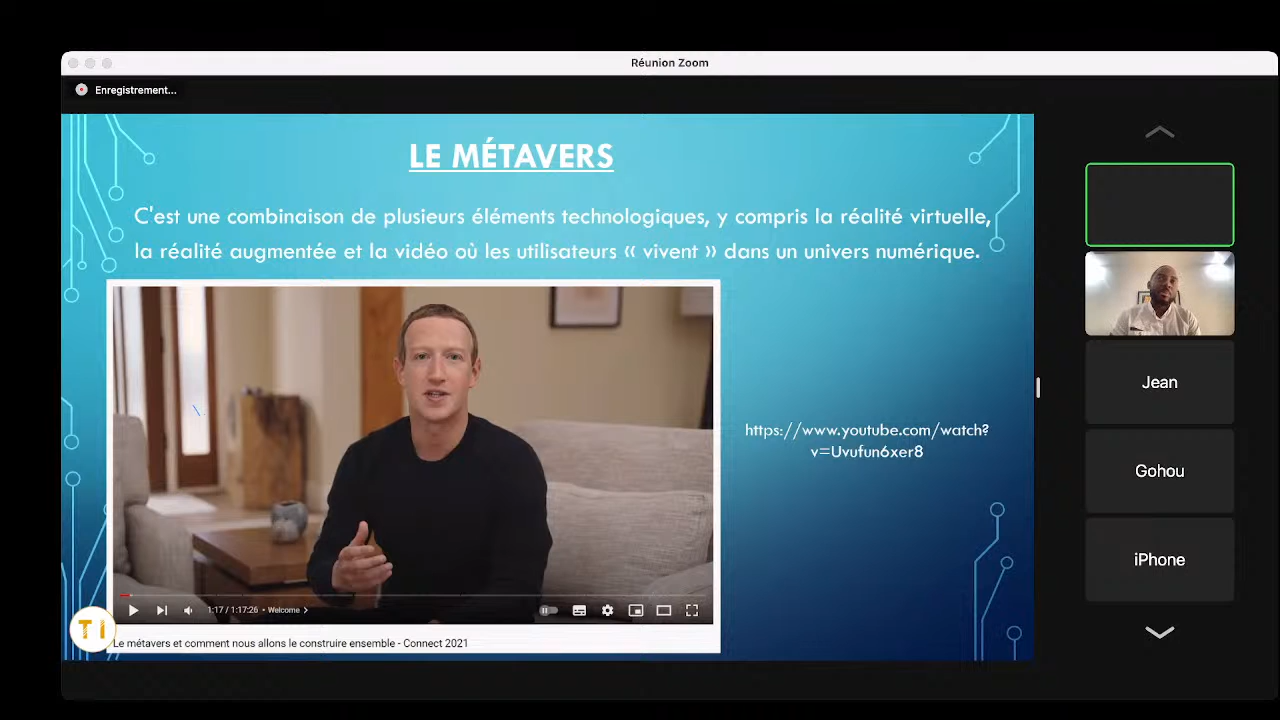 Réunion Zoom
Enregistrement...
LE MÉTAVERS
C'est une combinaison de plusieurs éléments technologiques, y compris la réalité virtuelle,
la réalité augmentée et la vidéo où les utilisateurs « vivent » dans un univers numérique.
https://www.youtube.com/watch?
v=Uvufun6xer8
1:17 / 1:17:26 • Welcome >
TI
Le métavers et comment nous allons le construire ensemble - Connect 2021
Jean
Gohou
iPhone